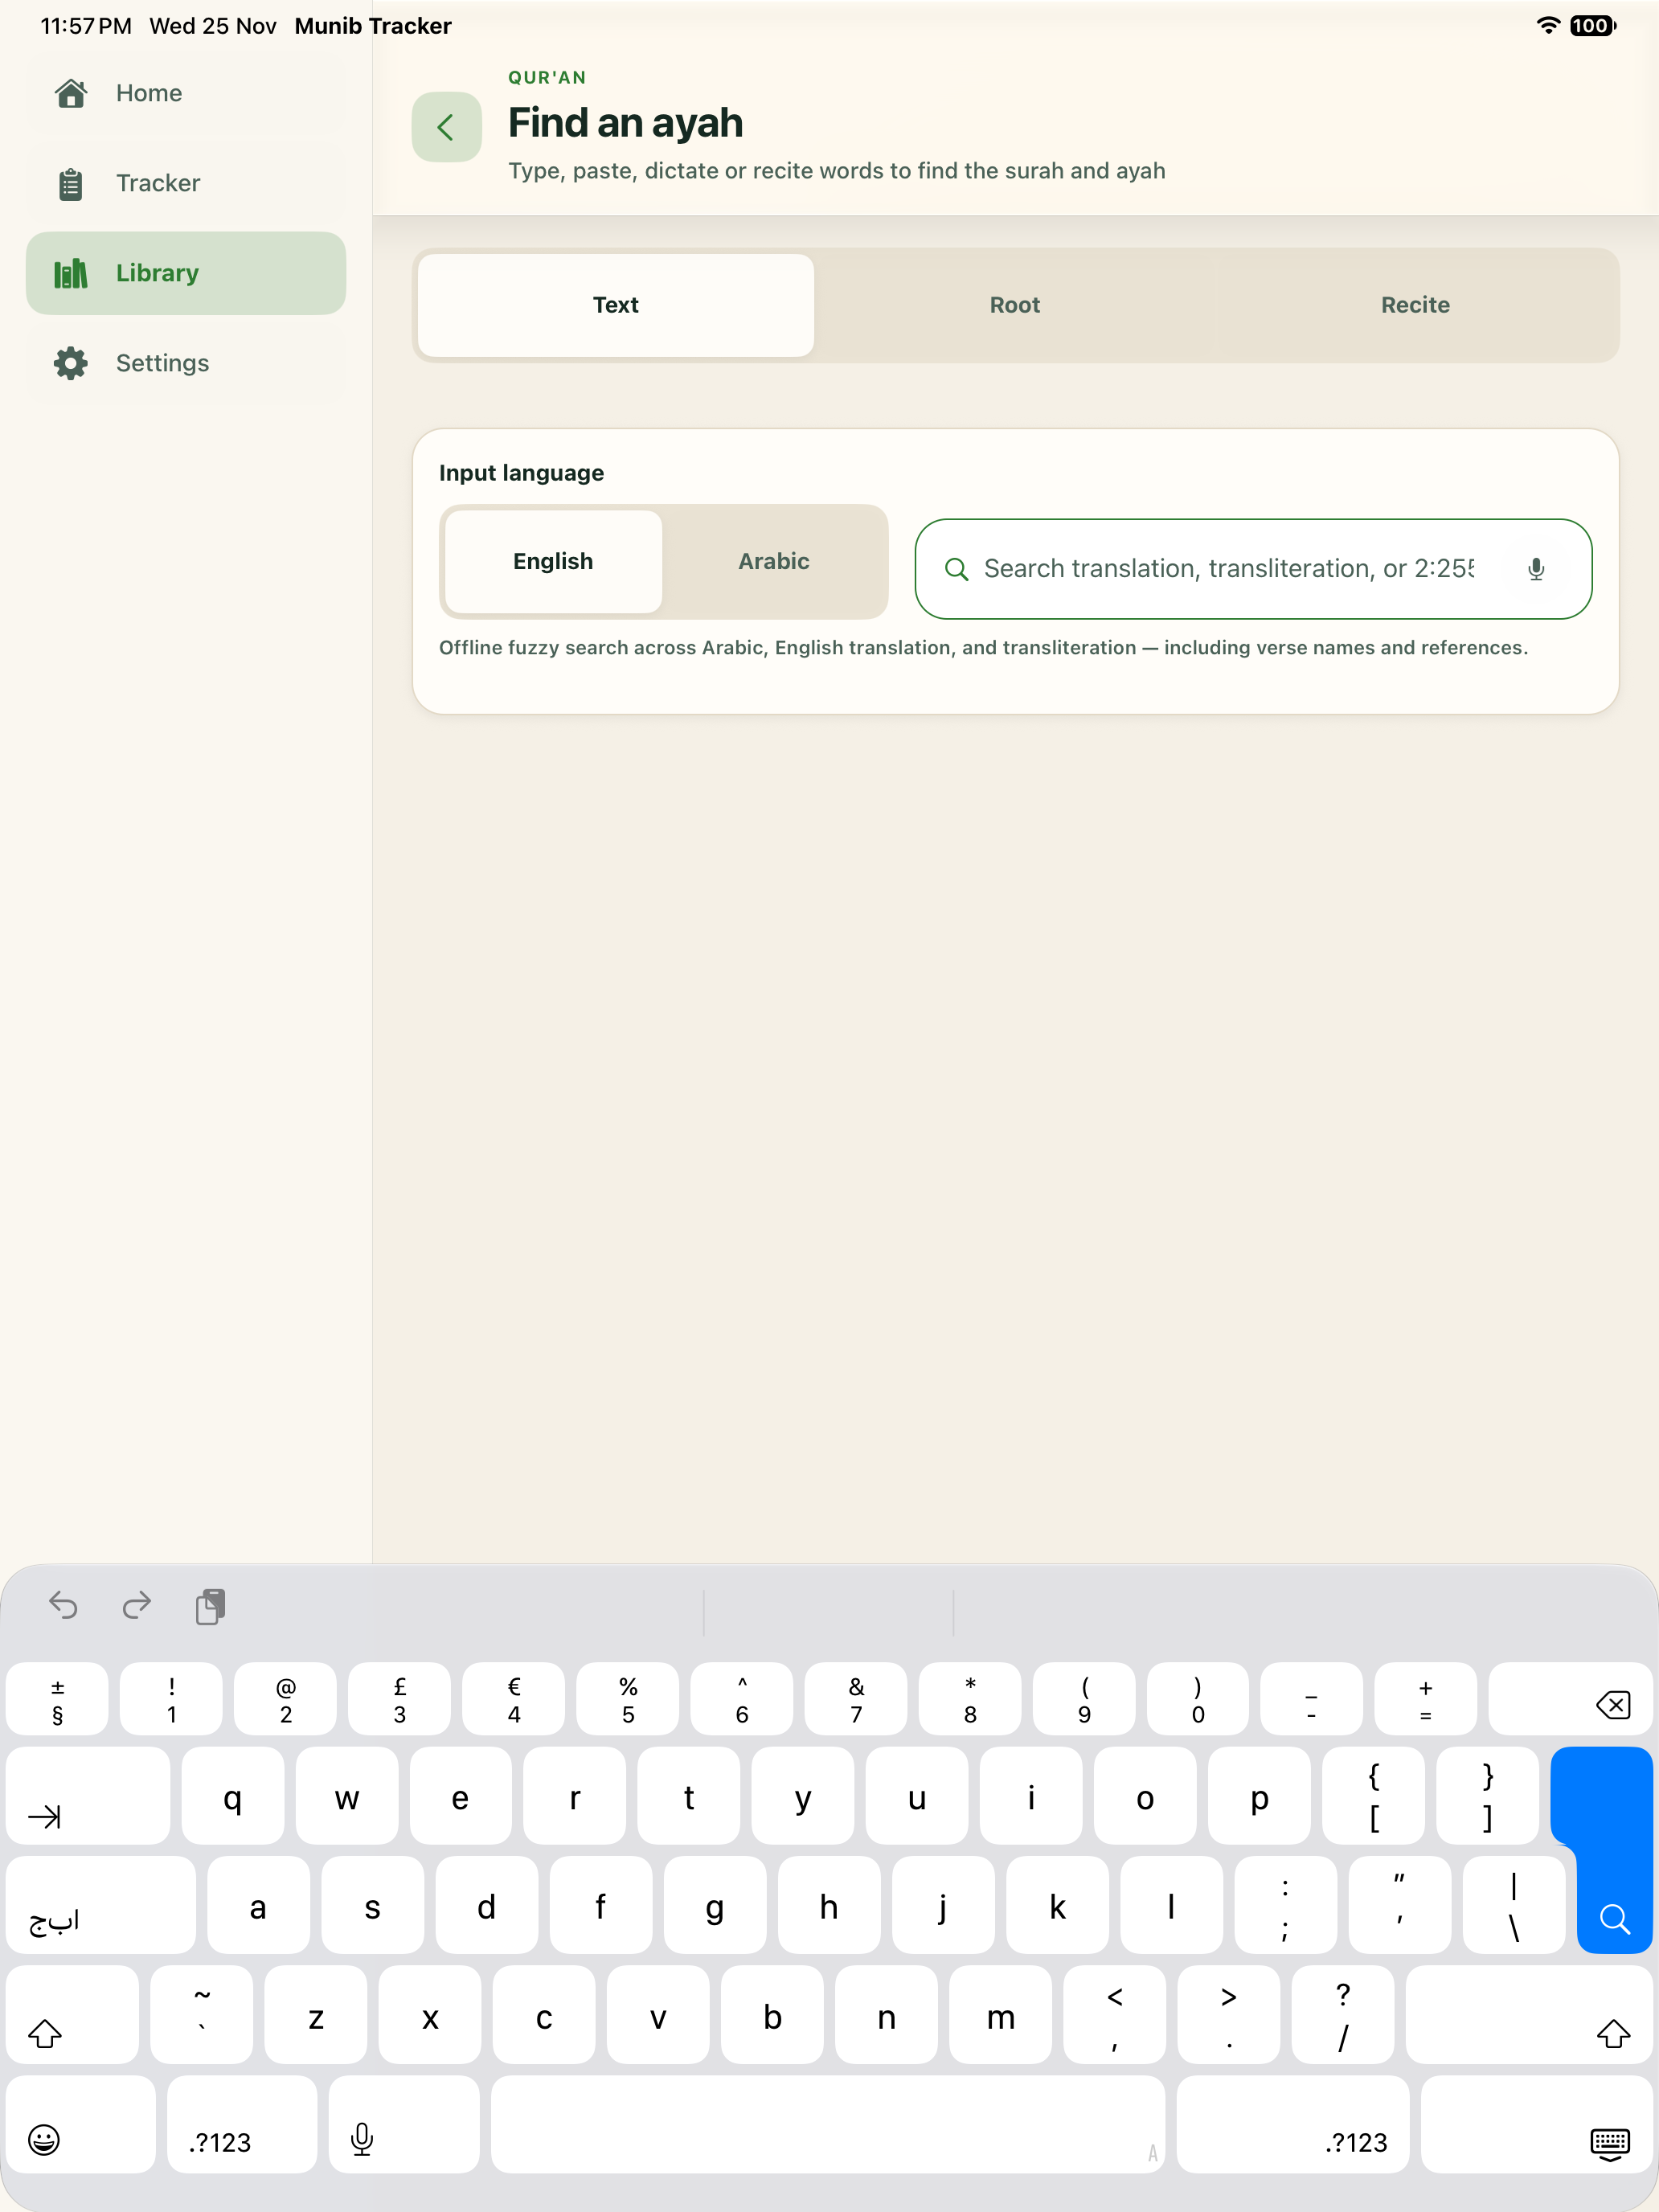 11:57 PM Wed 25 Nov Munib Tracker 100
Home
Tracker
Library
Settings
QUR'AN
Find an ayah
Type, paste, dictate or recite words to find the surah and ayah
Text Root Recite
Input language
English Arabic
Search translation, transliteration, or 2:255
Offline fuzzy search across Arabic, English translation, and transliteration — including verse names and references.
± ! @ £ € % ^ & * ( ) _ +
§ 1 2 3 4 5 6 7 8 9 0 - =
q w e r t y u i o p { }
[ ]
ابج a s d f g h j k l : " |
; ' \
~ z x c v b n m < > ?
` , . /
.?123 A .?123